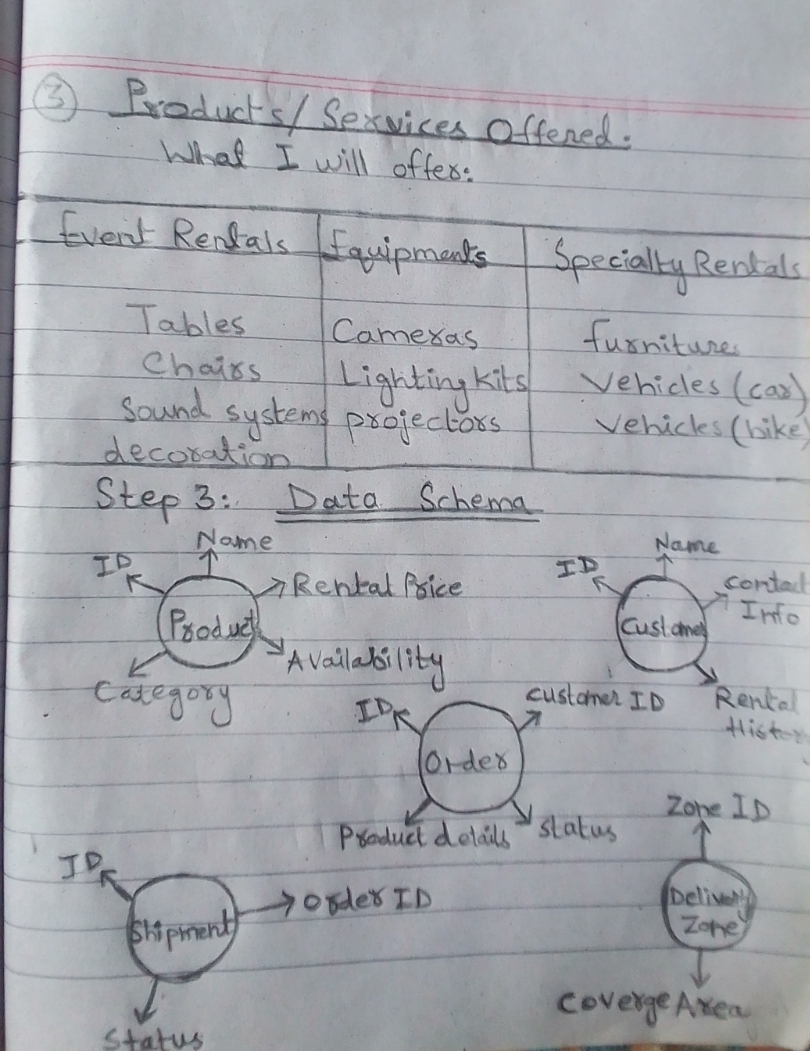 3 Products/Services Offered:
What I will offer:
Event Rentals Equipments Specialty Rentals
Tables Cameras furnitures
Chairs Lighting kits Vehicles (car)
Sound systems projectors Vehicles (bike)
decoration
Step 3: Data Schema
Name
ID
Rental Price
Product
Availability
Category
Name
ID
Contact
Info
Customer
Rental
Histor
ID
customer ID
Order
Product details
status
Zone ID
Delivery
Zone
Coverge Area
ID
Order ID
Shipment
Status